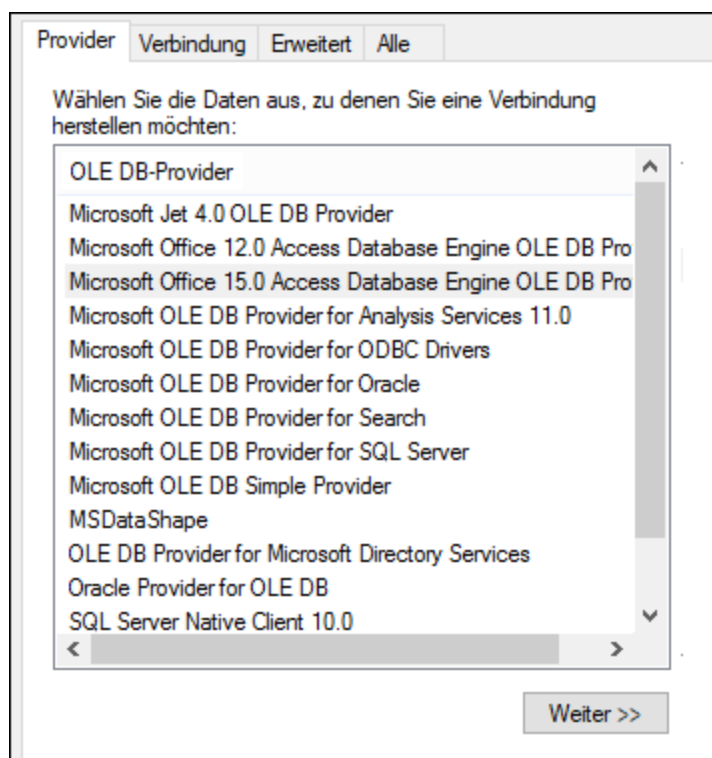 Provider Verbindung Erweitert Alle
Wählen Sie die Daten aus, zu denen Sie eine Verbindung
herstellen möchten:
OLE DB-Provider
Microsoft Jet 4.0 OLE DB Provider
Microsoft Office 12.0 Access Database Engine OLE DB Pro
Microsoft Office 15.0 Access Database Engine OLE DB Pro
Microsoft OLE DB Provider for Analysis Services 11.0
Microsoft OLE DB Provider for ODBC Drivers
Microsoft OLE DB Provider for Oracle
Microsoft OLE DB Provider for Search
Microsoft OLE DB Provider for SQL Server
Microsoft OLE DB Simple Provider
MSDataShape
OLE DB Provider for Microsoft Directory Services
Oracle Provider for OLE DB
SQL Server Native Client 10.0
Weiter >>